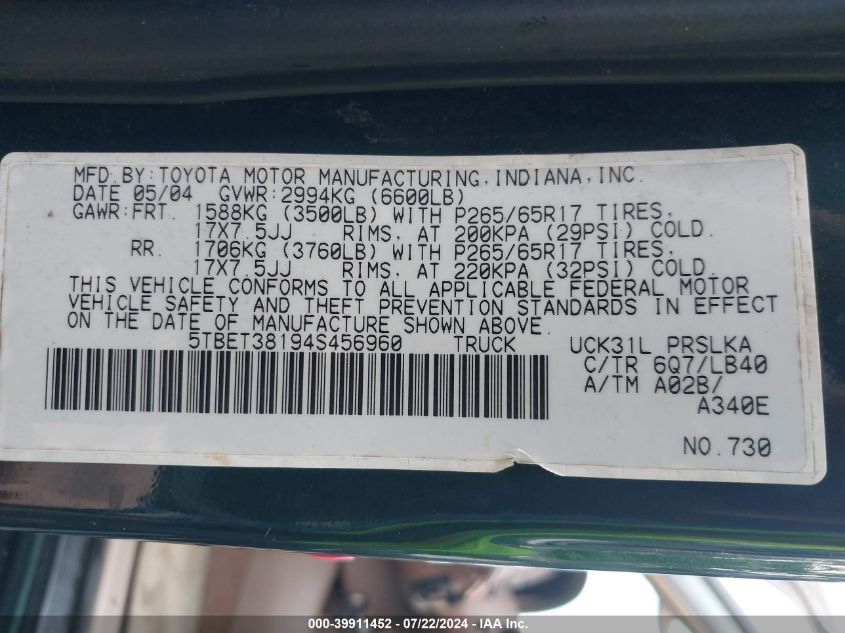 MFD.BY:TOYOTA MOTOR MANUFACTURING,INDIANA,INC.
DATE 05/04 GVWR:2994KG (6600LB)
GAWR:FRT. 1588KG (3500LB) WITH P265/65R17 TIRES,
17X7.5JJ RIMS, AT 200KPA (29PSI) COLD.
RR. 1706KG (3760LB) WITH P265/65R17 TIRES,
17X7.5JJ RIMS, AT 220KPA (32PSI) COLD.
THIS VEHICLE CONFORMS TO ALL APPLICABLE FEDERAL MOTOR
VEHICLE SAFETY AND THEFT PREVENTION STANDARDS IN EFFECT
ON THE DATE OF MANUFACTURE SHOWN ABOVE.
5TBET38194S456960 TRUCK UCK31L PRSLKA
C/TR 6Q7/LB40
A/TM A02B/
A340E
NO.730
000-39911452 - 07/22/2024 - Copyright © IAA, Inc.